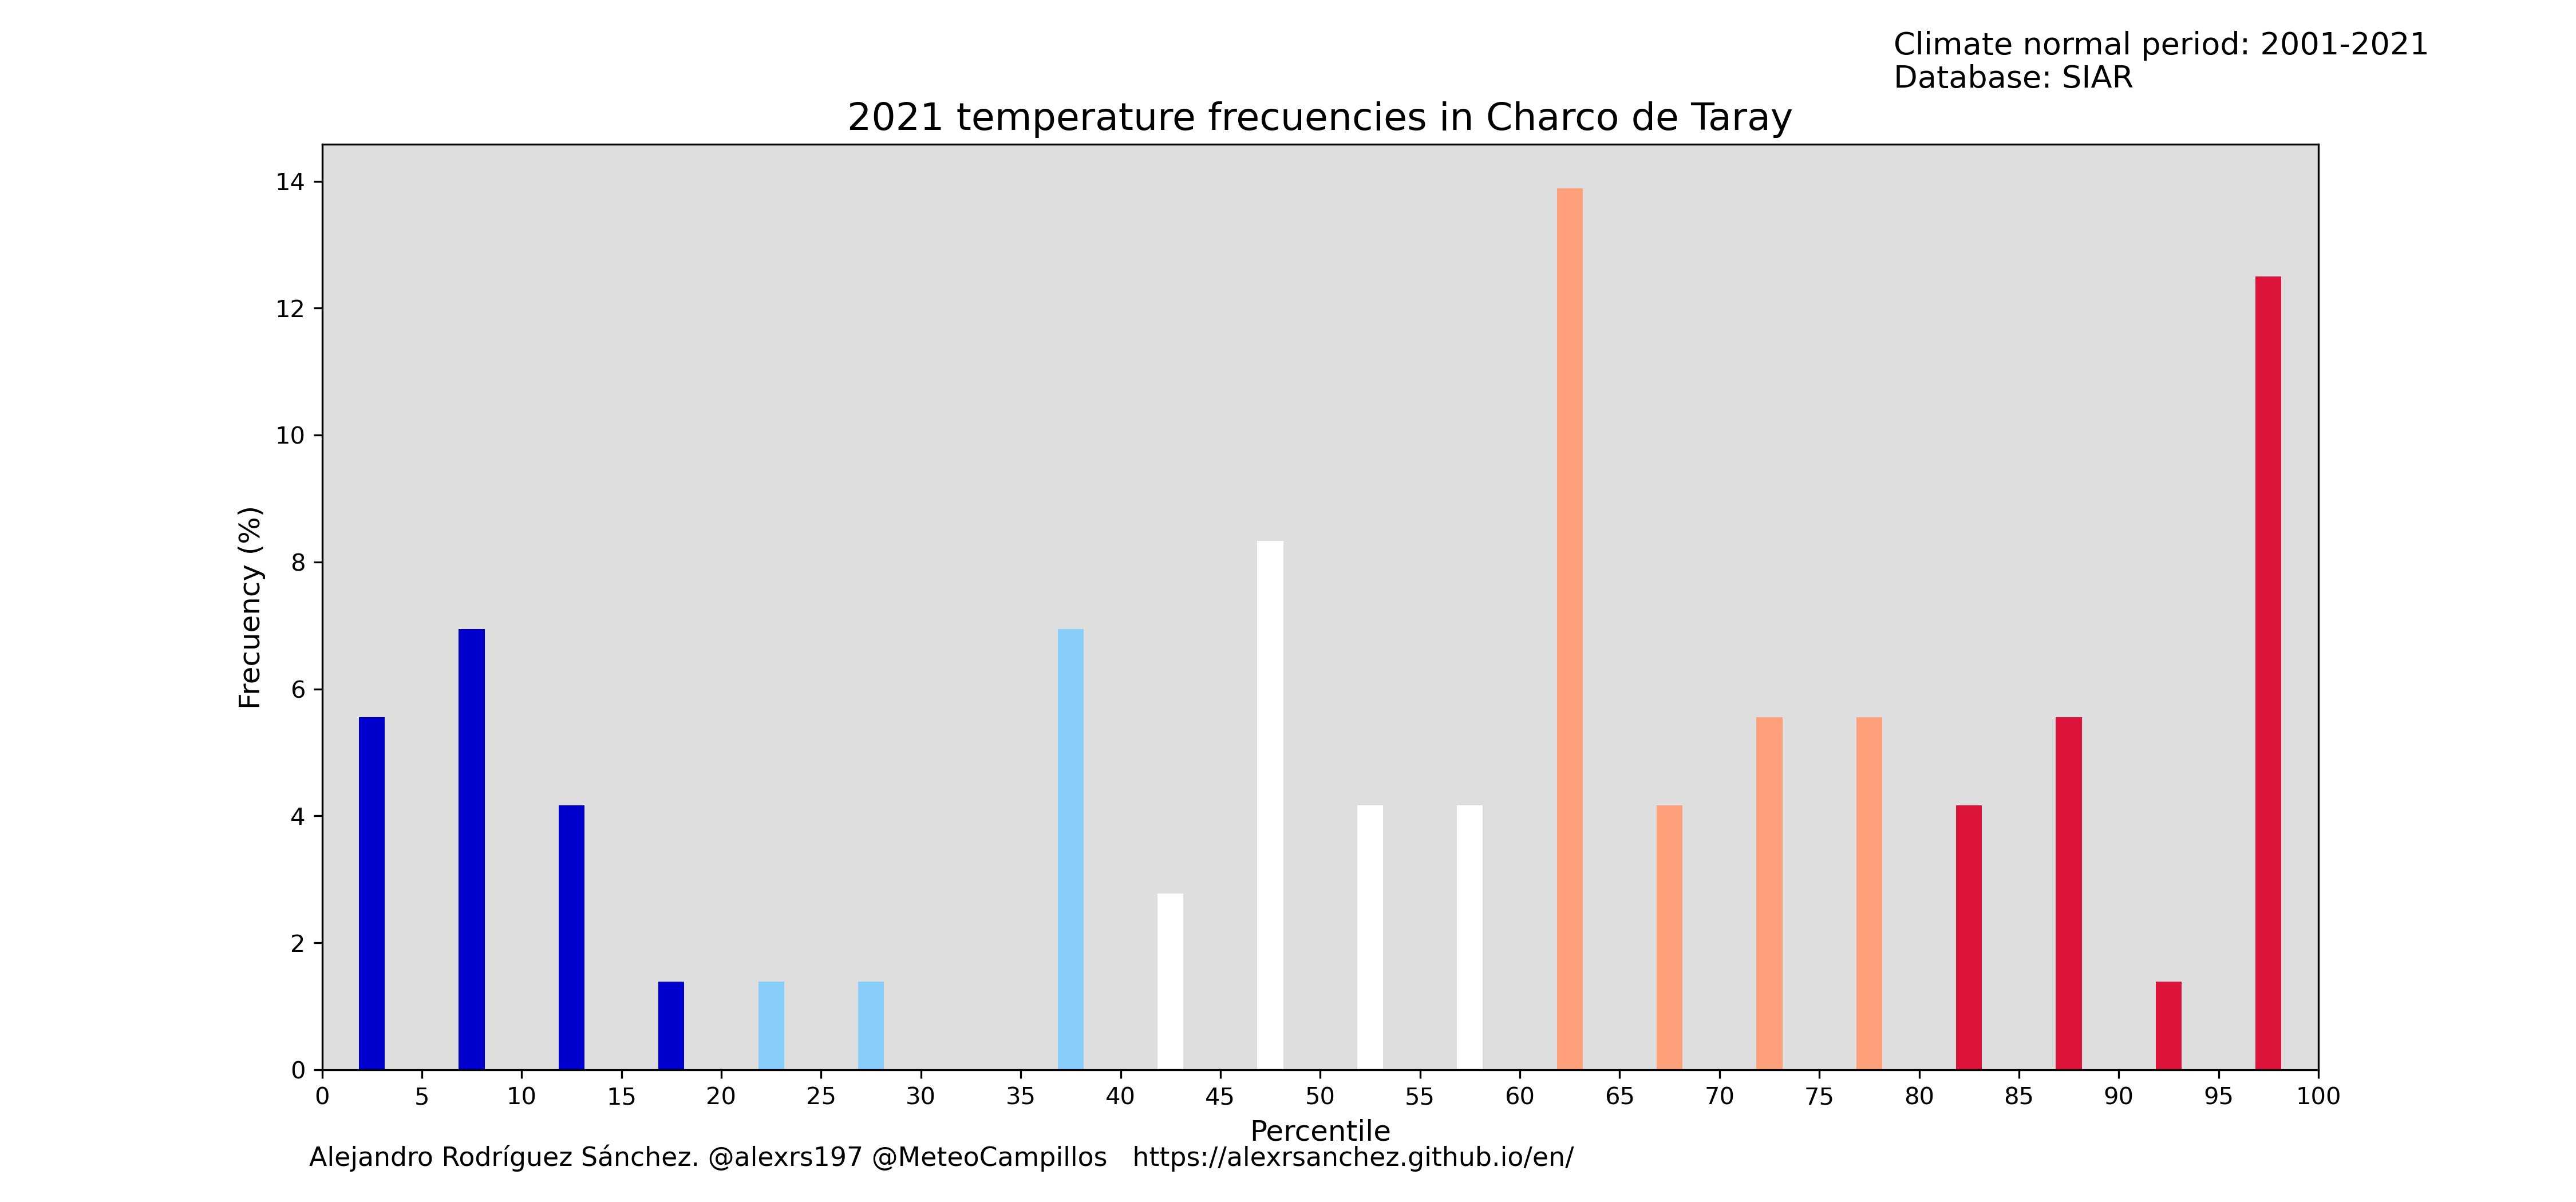 Climate normal period: 2001-2021
Database: SIAR
2021 temperature frecuencies in Charco de Taray
14
12
10
8
6
4
2
0
Frecuency (%)
0 5 10 15 20 25 30 35 40 45 50 55 60 65 70 75 80 85 90 95 100
Percentile
Alejandro Rodríguez Sánchez. @alexrs197 @MeteoCampillos https://alexrsanchez.github.io/en/